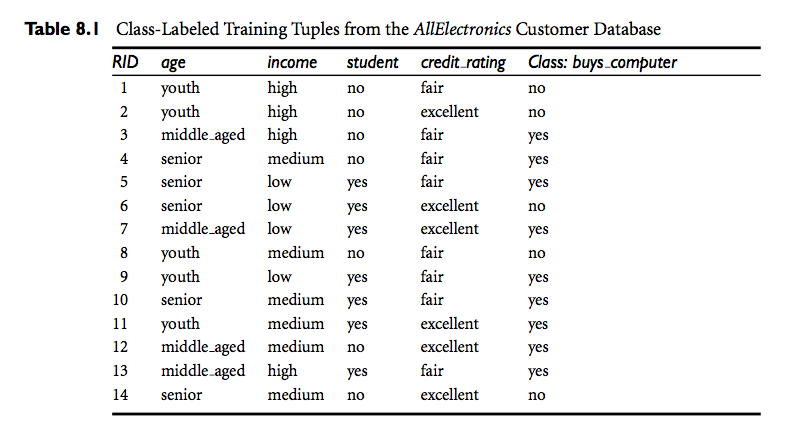 Table 8.1 Class-Labeled Training Tuples from the AllElectronics Customer Database
RID age income student credit_rating Class: buys_computer
1 youth high no fair no
2 youth high no excellent no
3 middle_aged high no fair yes
4 senior medium no fair yes
5 senior low yes fair yes
6 senior low yes excellent no
7 middle_aged low yes excellent yes
8 youth medium no fair no
9 youth low yes fair yes
10 senior medium yes fair yes
11 youth medium yes excellent yes
12 middle_aged medium no excellent yes
13 middle_aged high yes fair yes
14 senior medium no excellent no